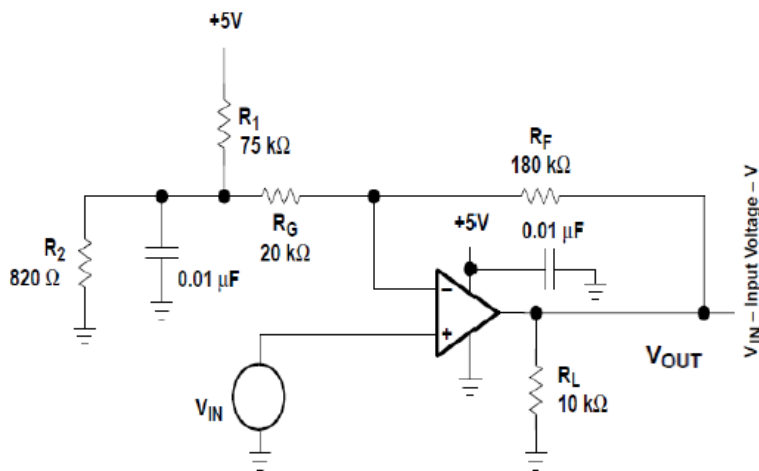 +5V
R1
75 kΩ
RF
180 kΩ
RG
20 kΩ
+5V
0.01 µF
R2
820 Ω
0.01 µF
−
+
VIN
VOUT
RL
10 kΩ
VIN – Input Voltage – V